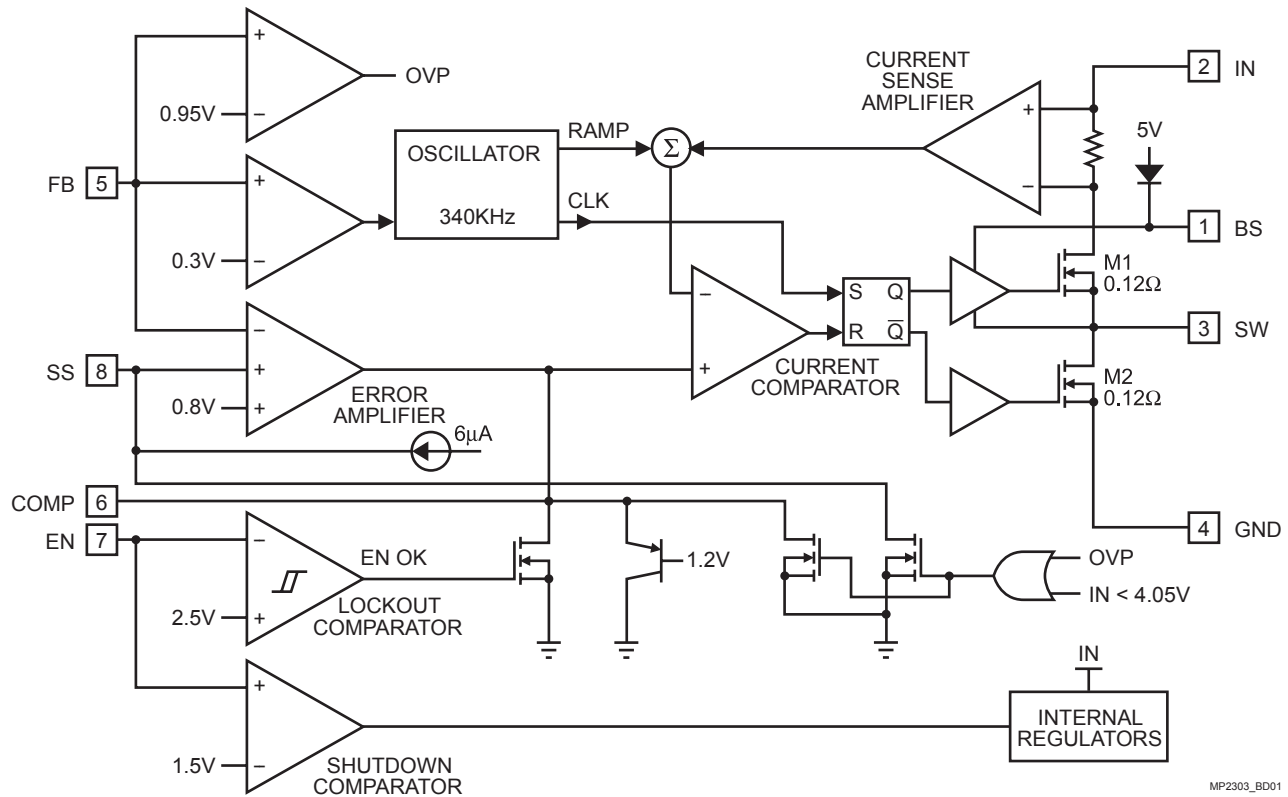 +
OVP
0.95V
−
CURRENT
SENSE
AMPLIFIER
2 IN
+
−
5V
OSCILLATOR
340KHz
RAMP
Σ
CLK
FB 5
+
0.3V
−
1 BS
M1
0.12Ω
S Q
R Q̅
−
+
CURRENT
COMPARATOR
3 SW
−
SS 8
+
0.8V
+
ERROR
AMPLIFIER
6μA
M2
0.12Ω
COMP 6
EN 7
−
EN OK
2.5V
+
LOCKOUT
COMPARATOR
1.2V
4 GND
OVP
IN < 4.05V
+
1.5V
−
SHUTDOWN
COMPARATOR
IN
INTERNAL
REGULATORS
MP2303_BD01